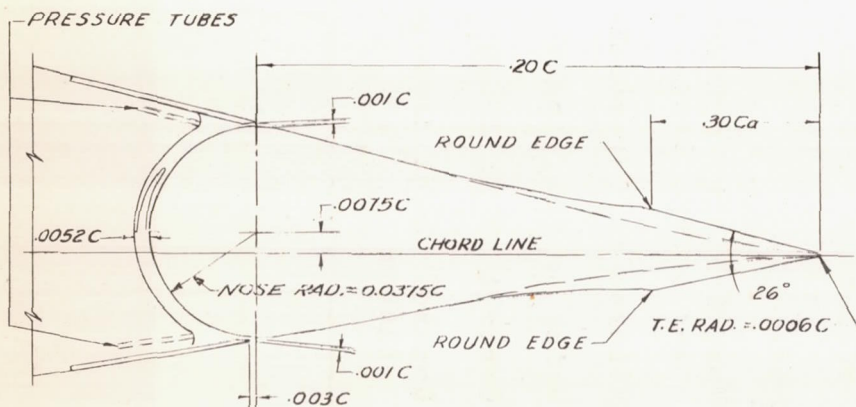 PRESSURE TUBES
.20C
.001C
.30Ca
ROUND EDGE
.0075C
.0052C
CHORD LINE
NOSE RAD.=0.0375C
26°
T.E. RAD.=.0006C
ROUND EDGE
.001C
.003C